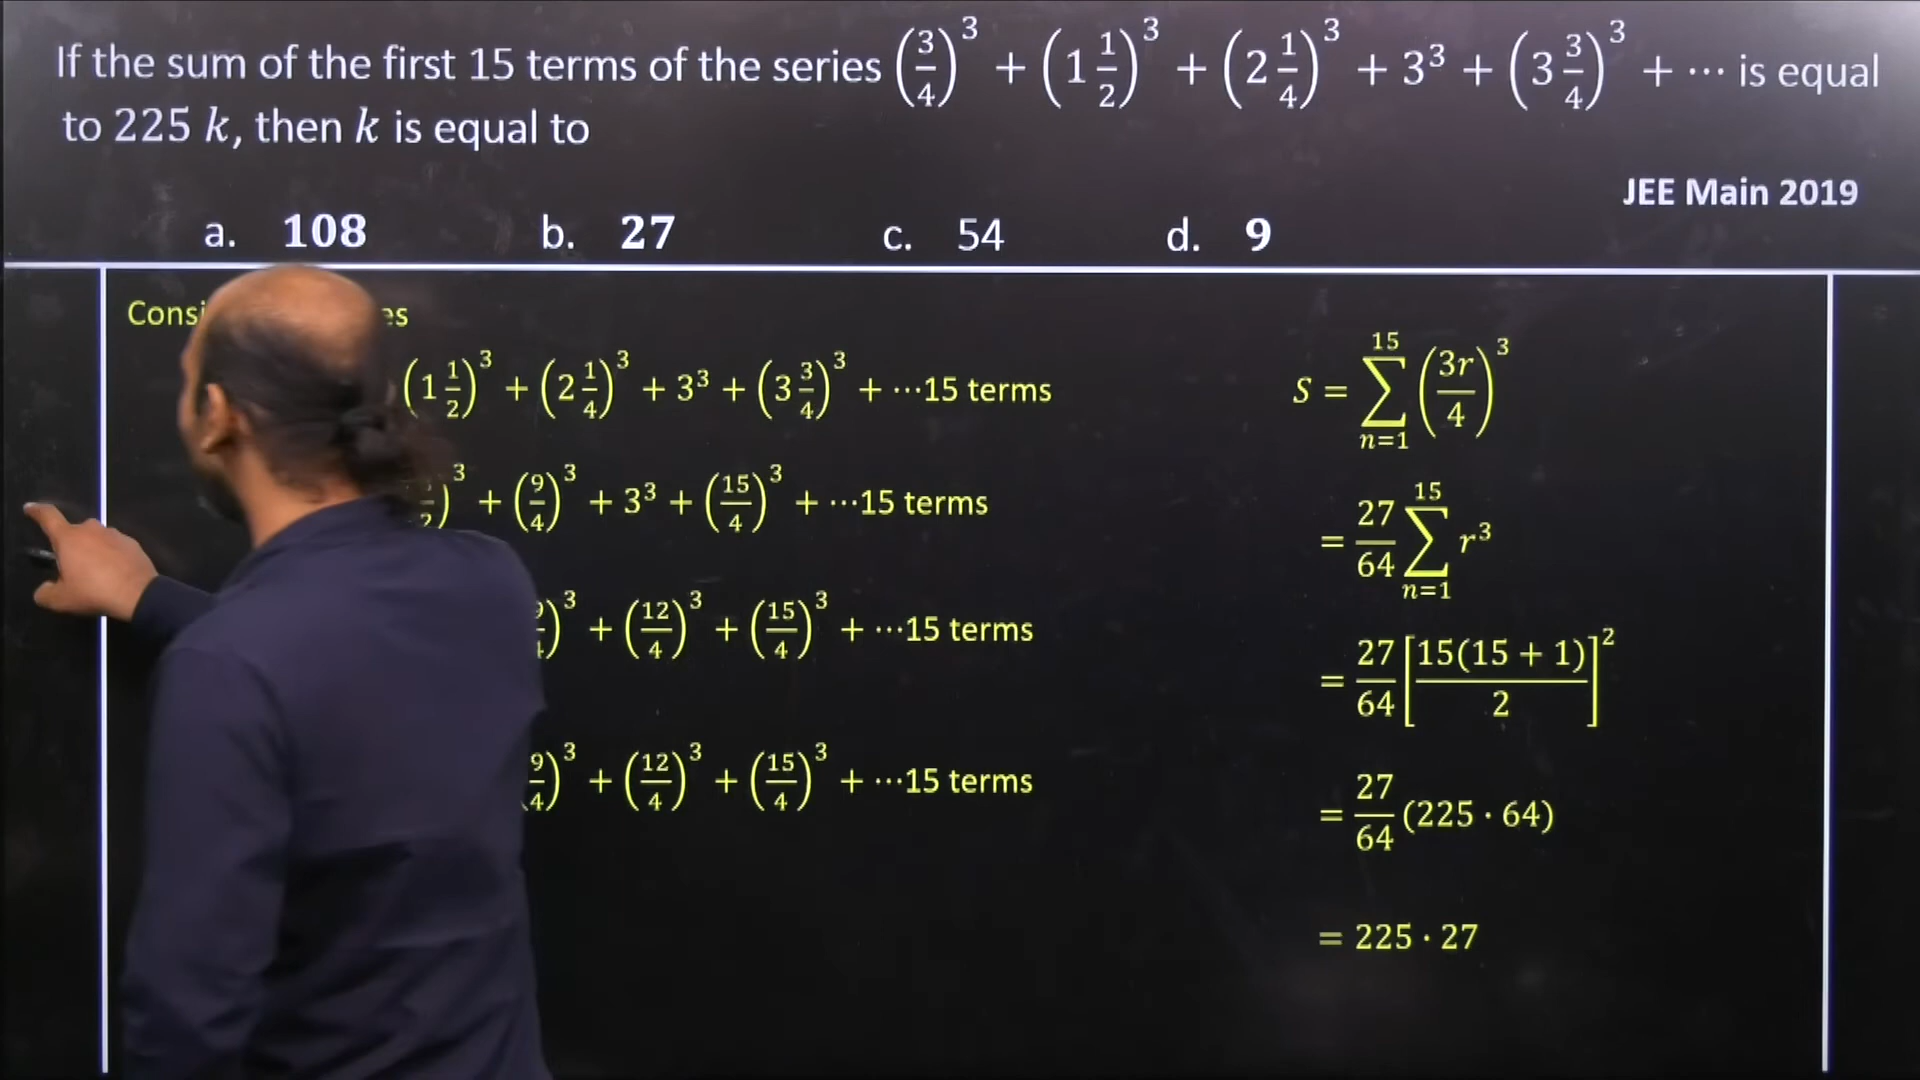 If the sum of the first 15 terms of the series (3/4)³ + (1 1/2)³ + (2 1/4)³ + 3³ + (3 3/4)³ + ⋯ is equal
to 225 k, then k is equal to
JEE Main 2019
a. 108 b. 27 c. 54 d. 9
(1 1/2)³ + (2 1/4)³ + 3³ + (3 3/4)³ + ⋯15 terms
)³ + (9/4)³ + 3³ + (15/4)³ + ⋯15 terms
)³ + (12/4)³ + (15/4)³ + ⋯15 terms
9/4)³ + (12/4)³ + (15/4)³ + ⋯15 terms
S = ∑_{n=1}^{15} (3r/4)³
= 27/64 ∑_{n=1}^{15} r³
= 27/64 [15(15 + 1)/2]²
= 27/64 (225 · 64)
= 225 · 27